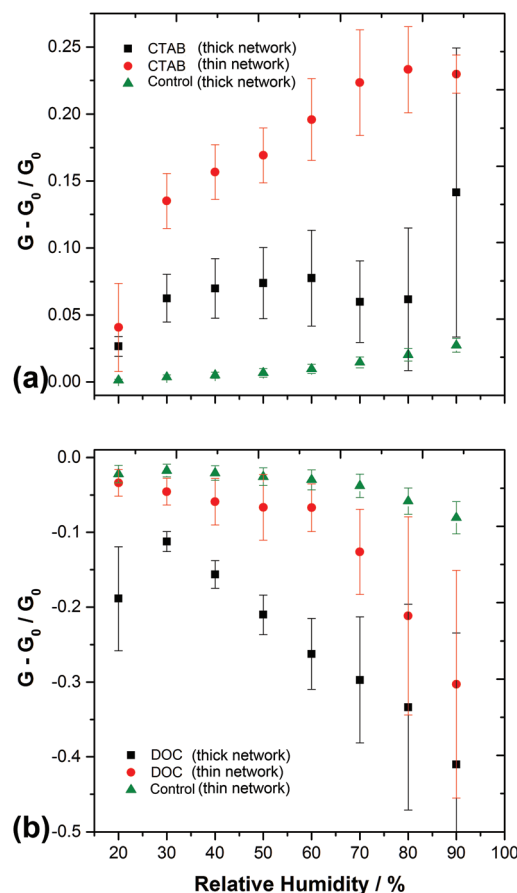 0.25
0.20
0.15
0.10
0.05
0.00
G - G₀ / G₀
CTAB (thick network)
CTAB (thin network)
Control (thick network)
(a)
0.0
-0.1
-0.2
-0.3
-0.4
-0.5
G - G₀ / G₀
DOC (thick network)
DOC (thin network)
Control (thin network)
(b)
20 30 40 50 60 70 80 90 100
Relative Humidity / %